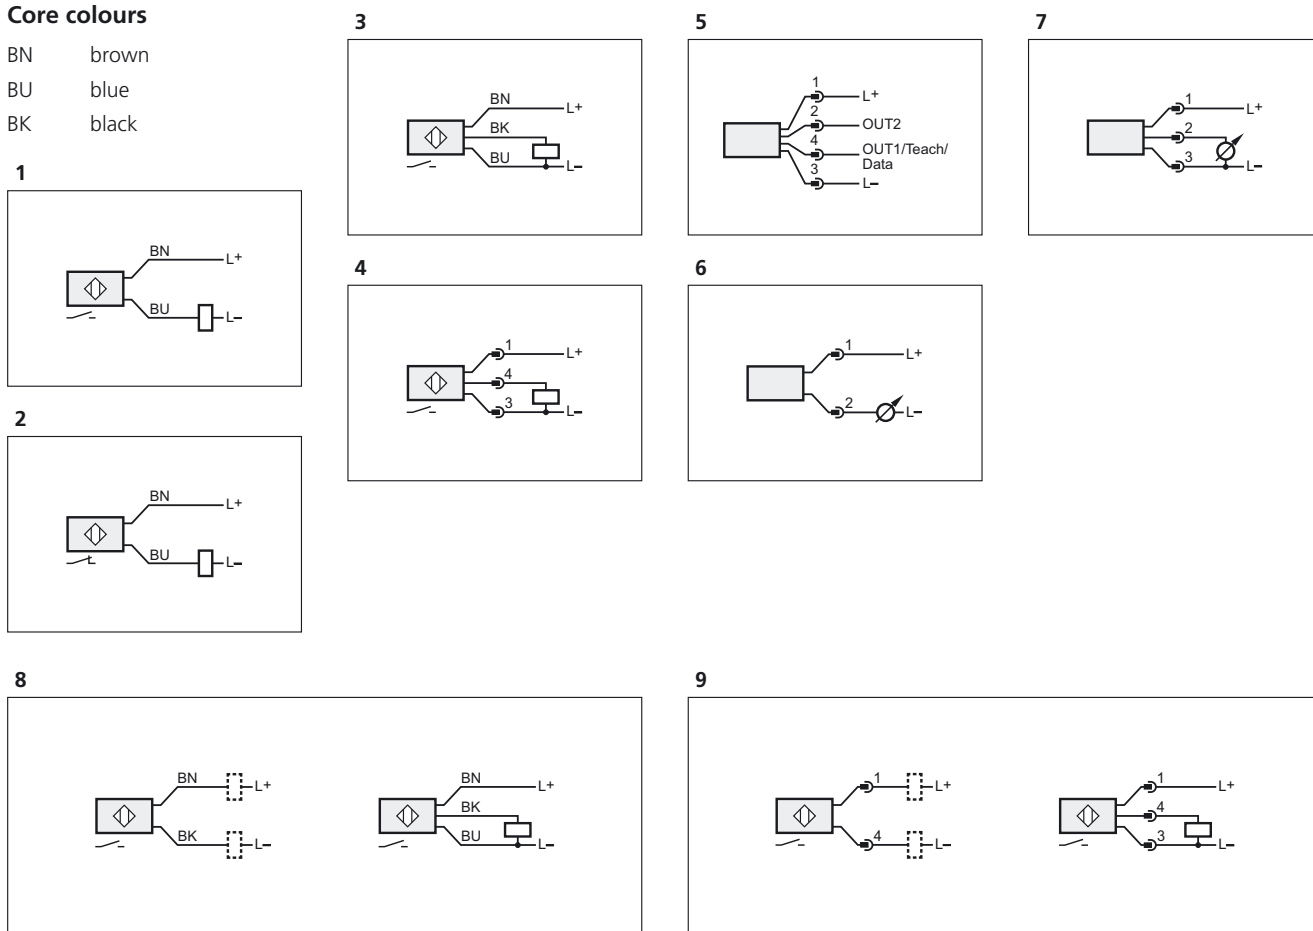 Core colours
BN brown
BU blue
BK black
1
BN
L+
BU
L–
2
BN
L+
BU
L–
3
BN
L+
BK
BU
L–
4
1
L+
4
3
L–
5
1
L+
2
OUT2
4
OUT1/Teach/
Data
3
L–
6
1
L+
2
L–
7
1
L+
2
3
L–
8
BN
L+
BK
L–
BN
L+
BK
BU
L–
9
1
L+
4
L–
1
L+
4
3
L–